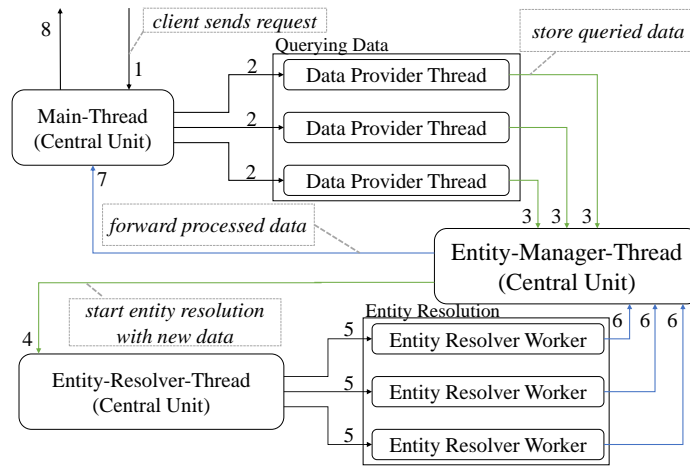 client sends request
8
1
Querying Data
store queried data
Main-Thread
(Central Unit)
2
Data Provider Thread
2
Data Provider Thread
2
Data Provider Thread
7
3
3
3
forward processed data
Entity-Manager-Thread
(Central Unit)
start entity resolution
with new data
4
Entity Resolution
6
6
6
Entity-Resolver-Thread
(Central Unit)
5
Entity Resolver Worker
5
Entity Resolver Worker
5
Entity Resolver Worker